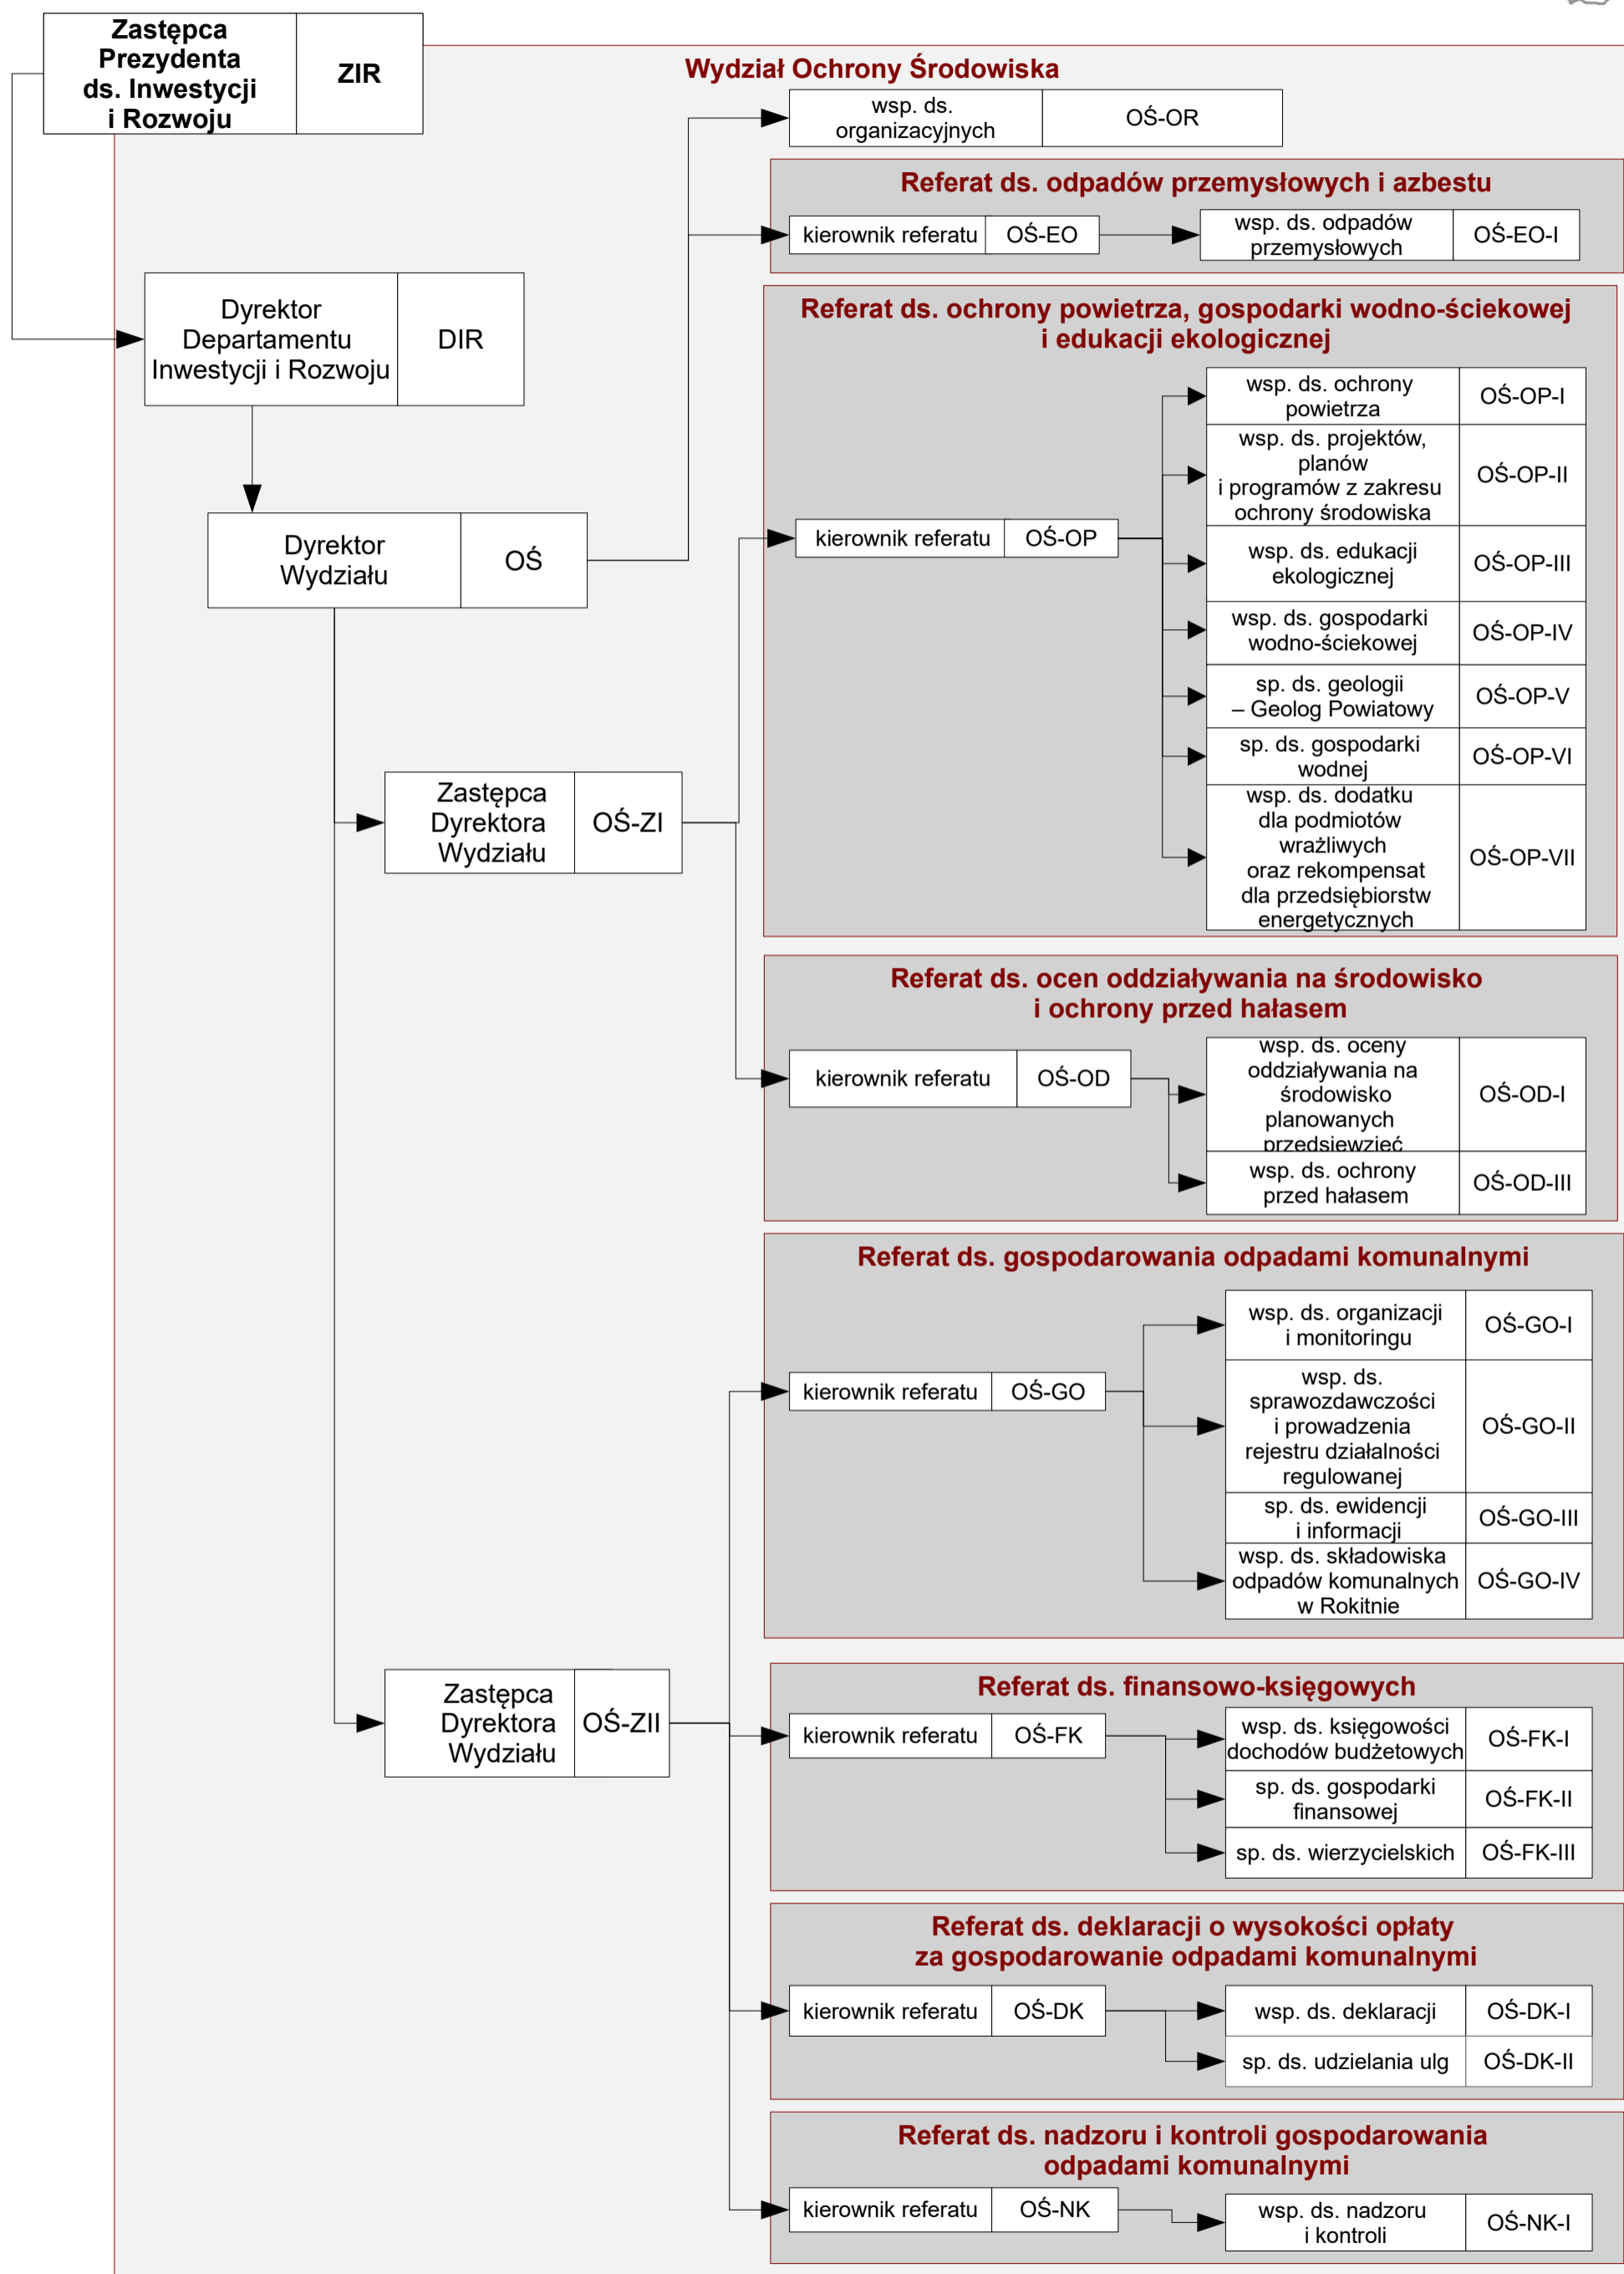 Zastępca
Prezydenta
ds. Inwestycji
i Rozwoju
ZIR
Wydział Ochrony Środowiska
wsp. ds.
organizacyjnych
OŚ-OR
Referat ds. odpadów przemysłowych i azbestu
kierownik referatu
OŚ-EO
wsp. ds. odpadów
przemysłowych
OŚ-EO-I
Dyrektor
Departamentu
Inwestycji i Rozwoju
DIR
Referat ds. ochrony powietrza, gospodarki wodno-ściekowej
i edukacji ekologicznej
wsp. ds. ochrony
powietrza
OŚ-OP-I
wsp. ds. projektów,
planów
i programów z zakresu
ochrony środowiska
OŚ-OP-II
Dyrektor
Wydziału
OŚ
kierownik referatu
OŚ-OP
wsp. ds. edukacji
ekologicznej
OŚ-OP-III
wsp. ds. gospodarki
wodno-ściekowej
OŚ-OP-IV
sp. ds. geologii
– Geolog Powiatowy
OŚ-OP-V
sp. ds. gospodarki
wodnej
OŚ-OP-VI
Zastępca
Dyrektora
Wydziału
OŚ-ZI
wsp. ds. dodatku
dla podmiotów
wrażliwych
oraz rekompensat
dla przedsiębiorstw
energetycznych
OŚ-OP-VII
Referat ds. ocen oddziaływania na środowisko
i ochrony przed hałasem
kierownik referatu
OŚ-OD
wsp. ds. oceny
oddziaływania na
środowisko
planowanych
przedsięwzięć
OŚ-OD-I
wsp. ds. ochrony
przed hałasem
OŚ-OD-III
Referat ds. gospodarowania odpadami komunalnymi
kierownik referatu
OŚ-GO
wsp. ds. organizacji
i monitoringu
OŚ-GO-I
wsp. ds.
sprawozdawczości
i prowadzenia
rejestru działalności
regulowanej
OŚ-GO-II
sp. ds. ewidencji
i informacji
OŚ-GO-III
wsp. ds. składowiska
odpadów komunalnych
w Rokitnie
OŚ-GO-IV
Zastępca
Dyrektora
Wydziału
OŚ-ZII
Referat ds. finansowo-księgowych
kierownik referatu
OŚ-FK
wsp. ds. księgowości
dochodów budżetowych
OŚ-FK-I
sp. ds. gospodarki
finansowej
OŚ-FK-II
sp. ds. wierzycielskich
OŚ-FK-III
Referat ds. deklaracji o wysokości opłaty
za gospodarowanie odpadami komunalnymi
kierownik referatu
OŚ-DK
wsp. ds. deklaracji
OŚ-DK-I
sp. ds. udzielania ulg
OŚ-DK-II
Referat ds. nadzoru i kontroli gospodarowania
odpadami komunalnymi
kierownik referatu
OŚ-NK
wsp. ds. nadzoru
i kontroli
OŚ-NK-I